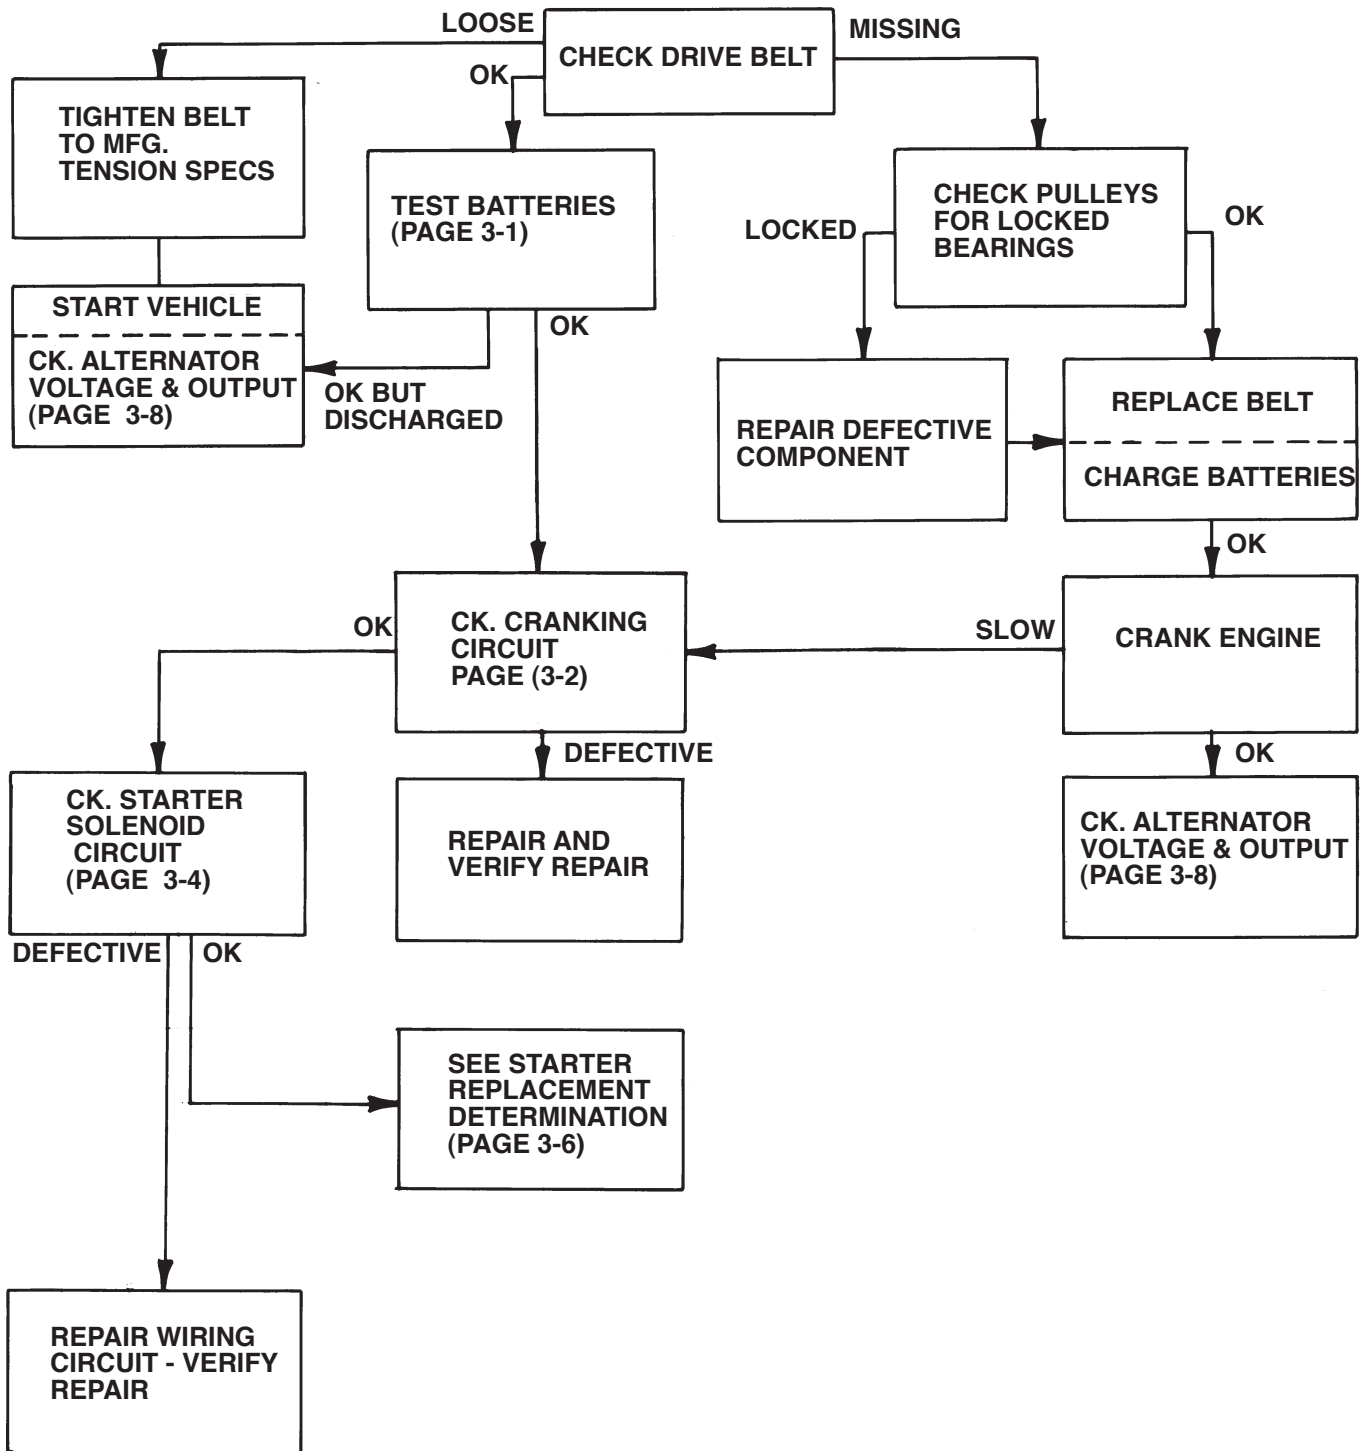 LOOSE
CHECK DRIVE BELT
MISSING
OK
TIGHTEN BELT
TO MFG.
TENSION SPECS
TEST BATTERIES
(PAGE 3-1)
CHECK PULLEYS
FOR LOCKED
BEARINGS
LOCKED
OK
START VEHICLE
CK. ALTERNATOR
VOLTAGE & OUTPUT
(PAGE 3-8)
OK BUT
DISCHARGED
OK
REPAIR DEFECTIVE
COMPONENT
REPLACE BELT
CHARGE BATTERIES
OK
OK
CK. CRANKING
CIRCUIT
PAGE (3-2)
SLOW
CRANK ENGINE
DEFECTIVE
OK
CK. STARTER
SOLENOID
CIRCUIT
(PAGE 3-4)
REPAIR AND
VERIFY REPAIR
CK. ALTERNATOR
VOLTAGE & OUTPUT
(PAGE 3-8)
DEFECTIVE
OK
SEE STARTER
REPLACEMENT
DETERMINATION
(PAGE 3-6)
REPAIR WIRING
CIRCUIT - VERIFY
REPAIR